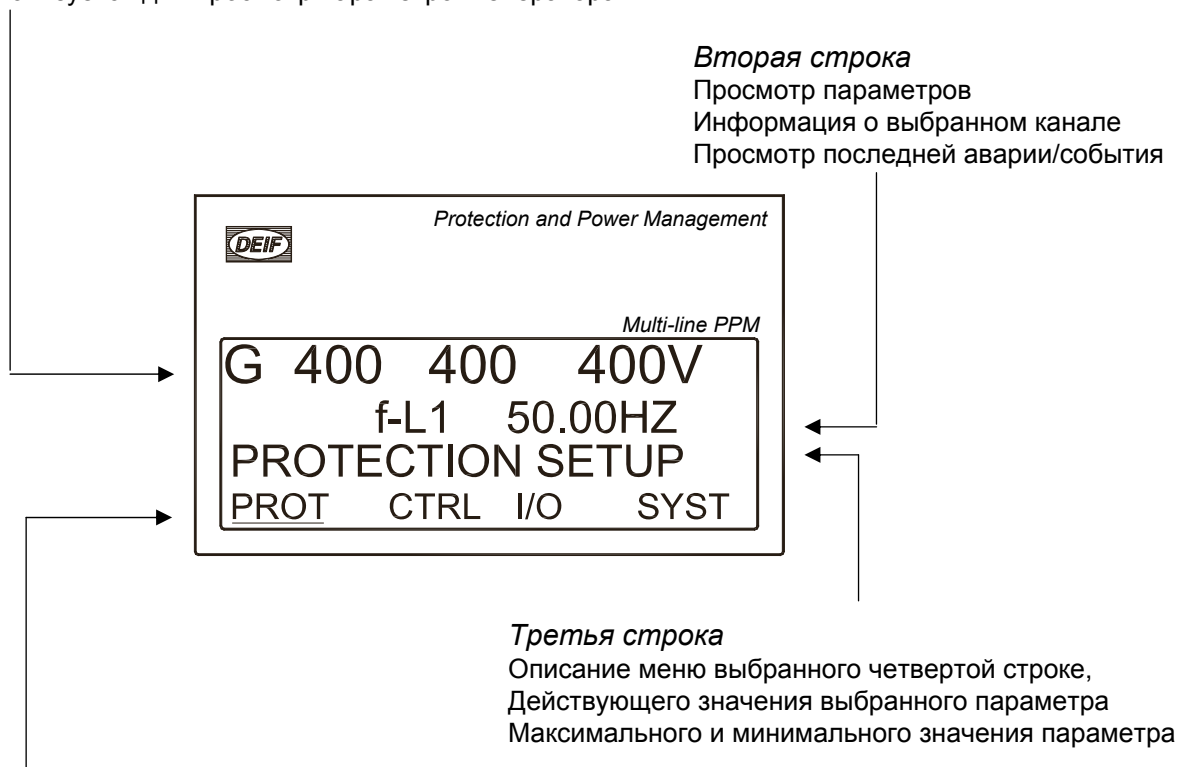 Вторая строка
Просмотр параметров
Информация о выбранном канале
Просмотр последней аварии/события
Protection and Power Management
DEIF
Multi-line PPM
G 400 400 400V
f-L1 50.00HZ
PROTECTION SETUP
PROT CTRL I/O SYST
Третья строка
Описание меню выбранного четвертой строке,
Действующего значения выбранного параметра
Максимального и минимального значения параметра